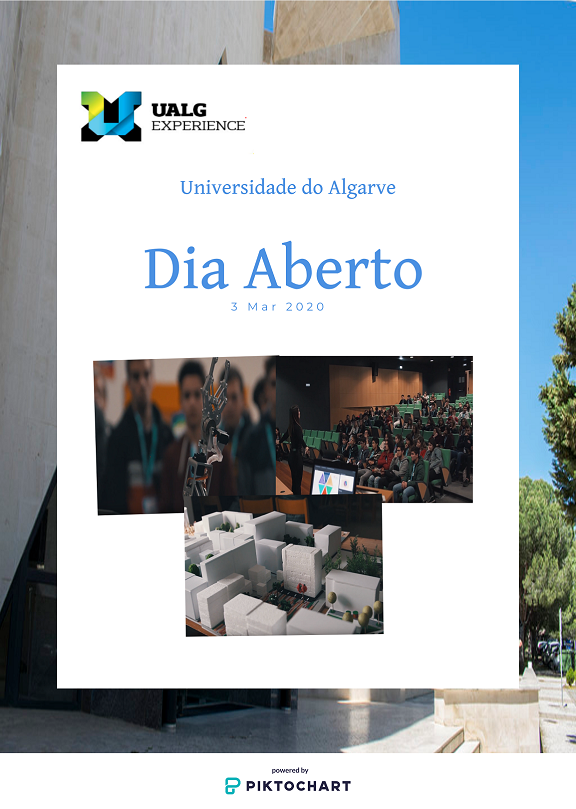 UALG
EXPERIENCE
Universidade do Algarve
Dia Aberto
3 Mar 2020
powered by
PIKTOCHART